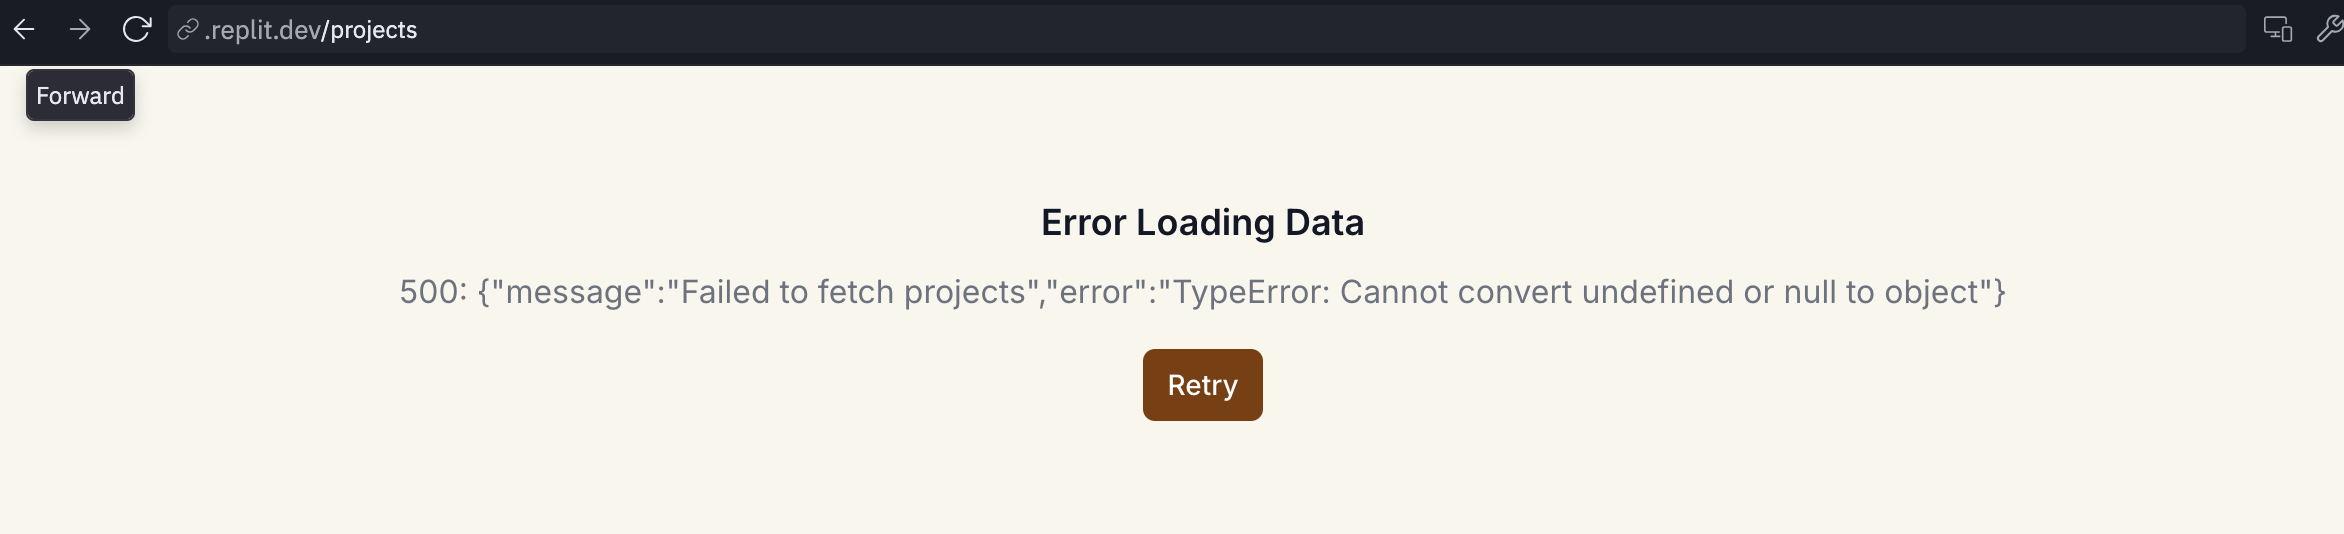 .replit.dev/projects
Forward
Error Loading Data
500: {"message":"Failed to fetch projects","error":"TypeError: Cannot convert undefined or null to object"}
Retry